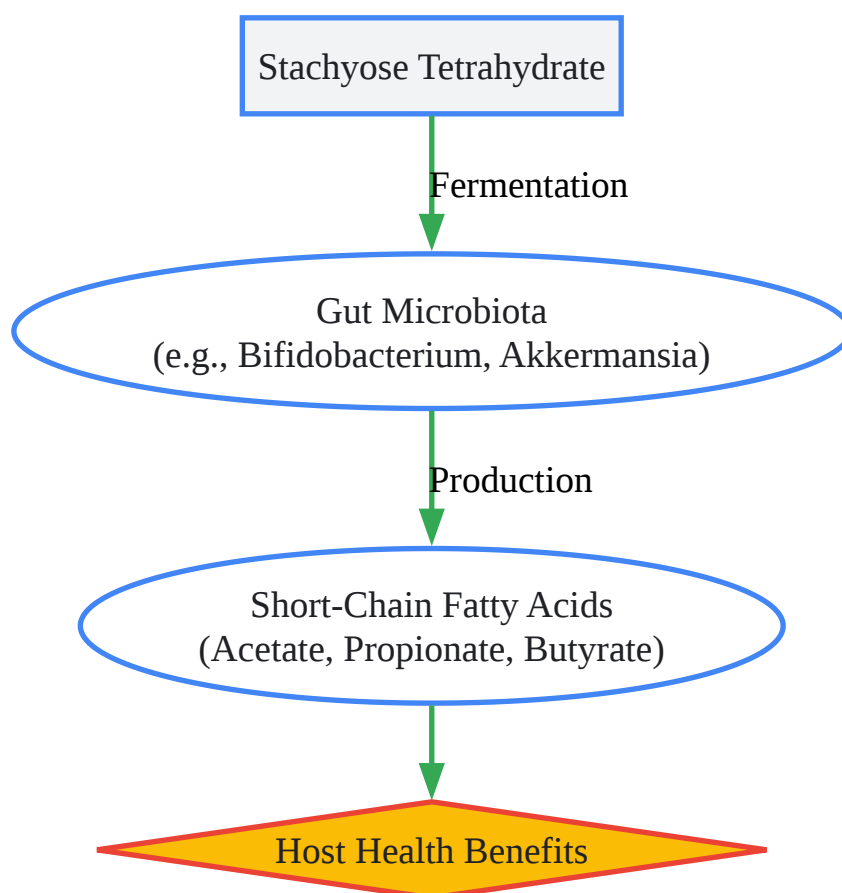 Stachyose Tetrahydrate
Fermentation
Gut Microbiota
(e.g., Bifidobacterium, Akkermansia)
Production
Short-Chain Fatty Acids
(Acetate, Propionate, Butyrate)
Host Health Benefits